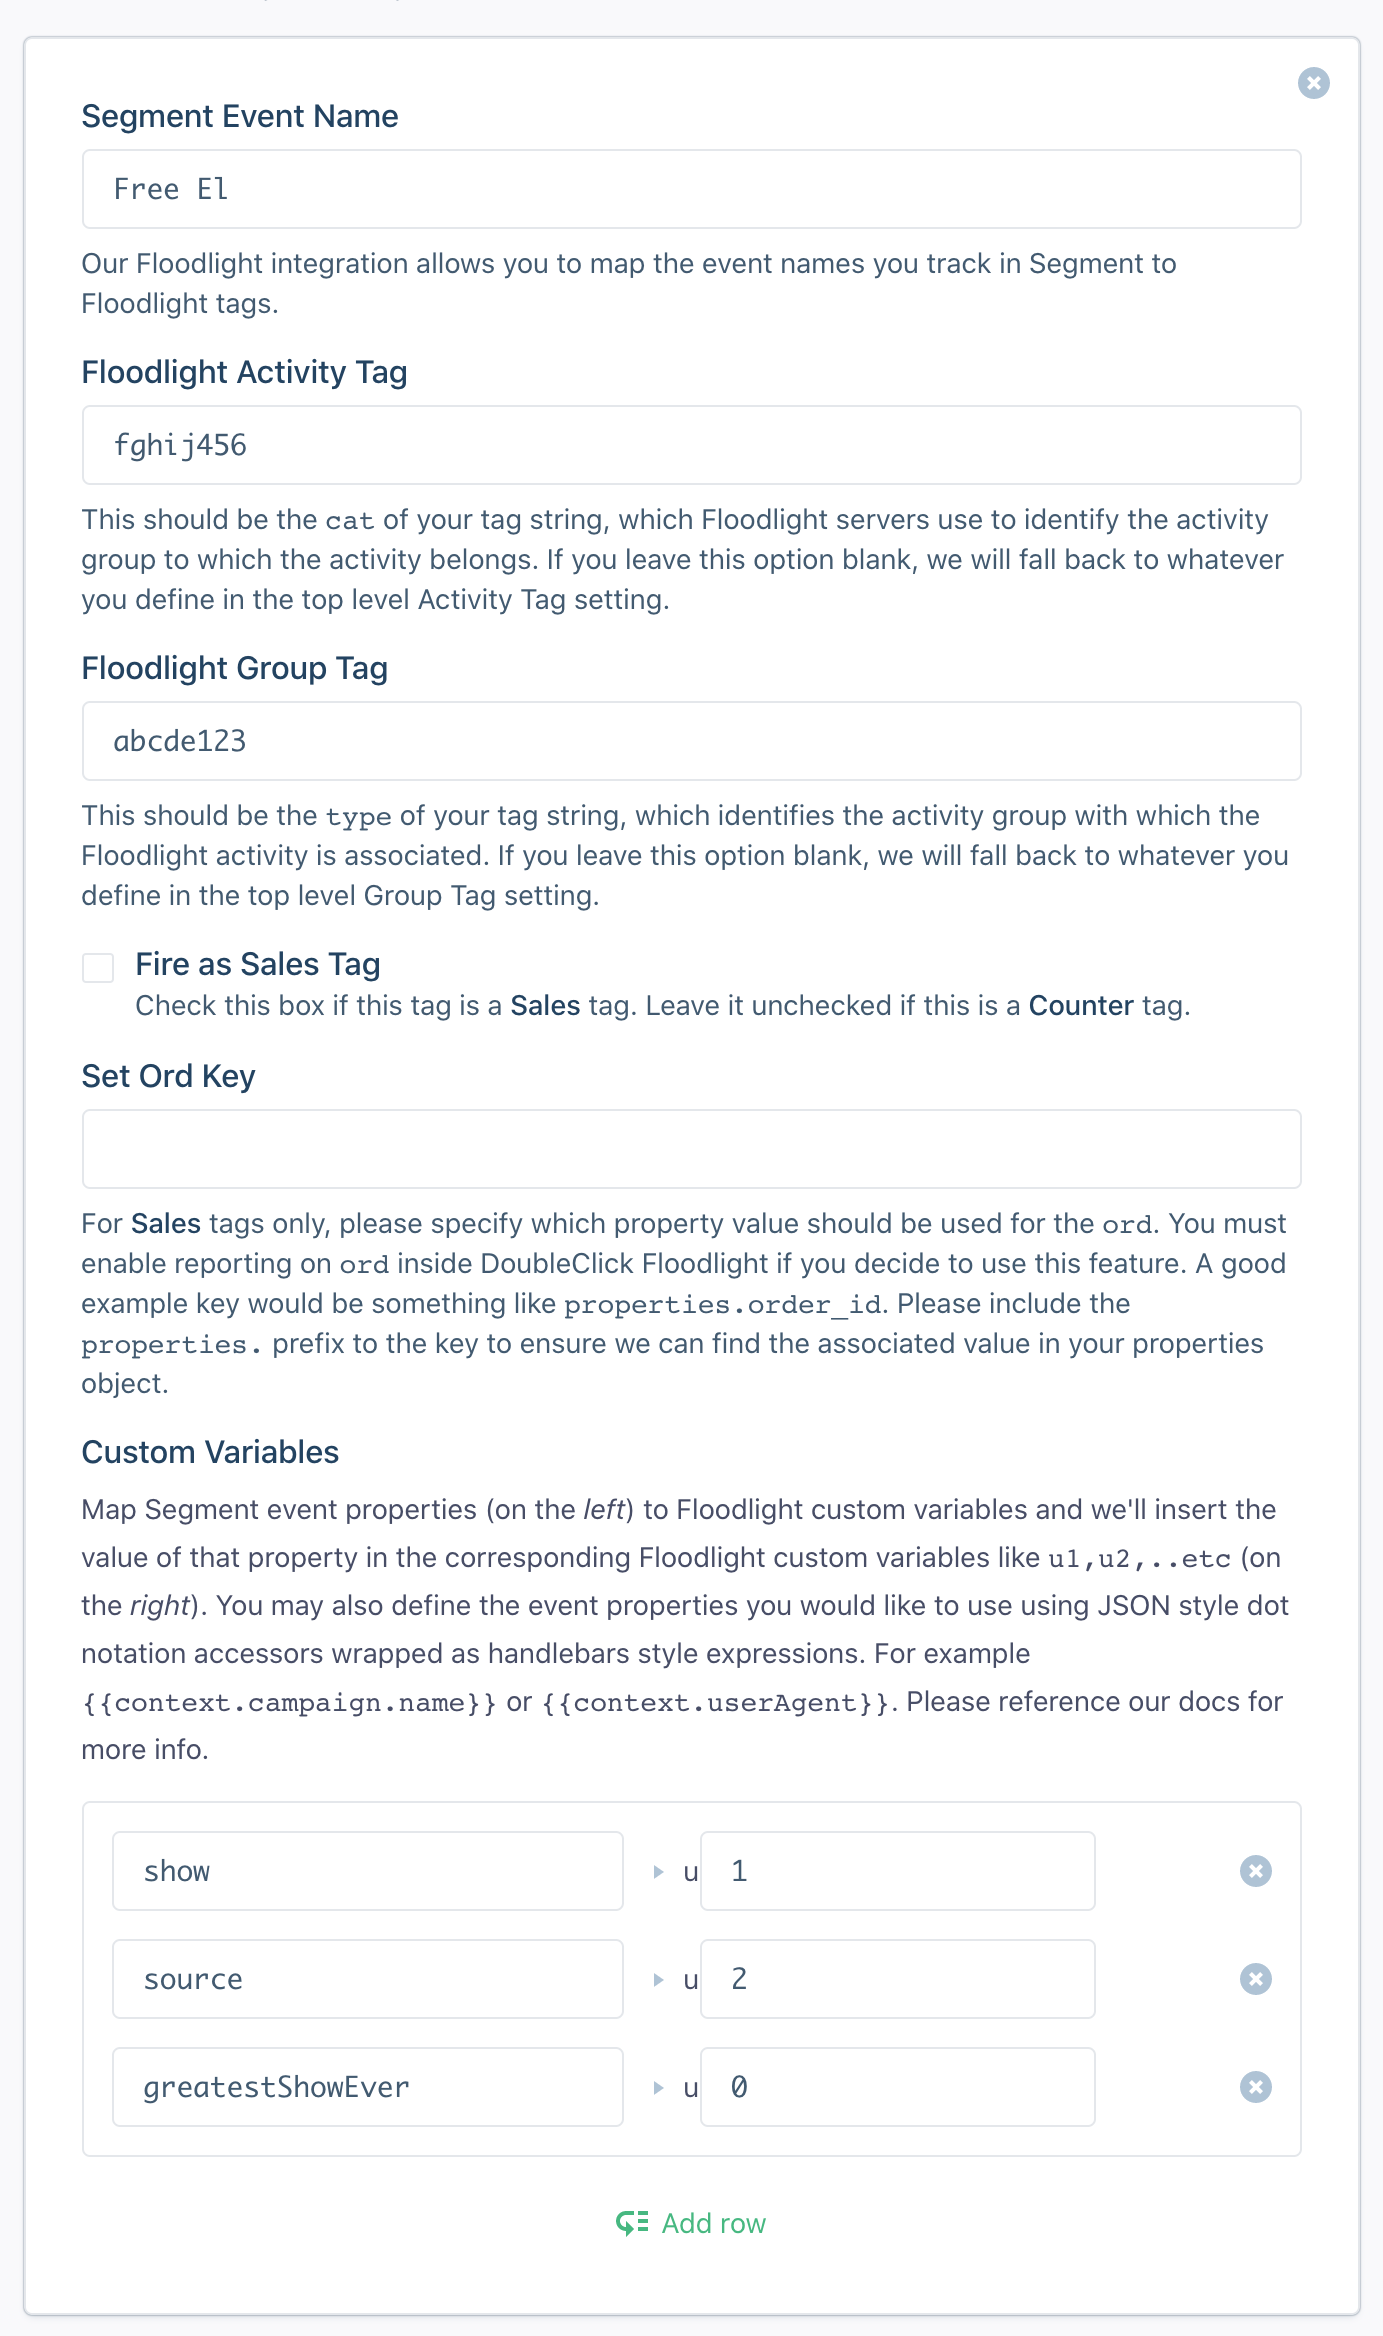 Segment Event Name
Free El
Our Floodlight integration allows you to map the event names you track in Segment to
Floodlight tags.
Floodlight Activity Tag
fghij456
This should be the cat of your tag string, which Floodlight servers use to identify the activity
group to which the activity belongs. If you leave this option blank, we will fall back to whatever
you define in the top level Activity Tag setting.
Floodlight Group Tag
abcde123
This should be the type of your tag string, which identifies the activity group with which the
Floodlight activity is associated. If you leave this option blank, we will fall back to whatever you
define in the top level Group Tag setting.
Fire as Sales Tag
Check this box if this tag is a Sales tag. Leave it unchecked if this is a Counter tag.
Set Ord Key
For Sales tags only, please specify which property value should be used for the ord. You must
enable reporting on ord inside DoubleClick Floodlight if you decide to use this feature. A good
example key would be something like properties.order_id. Please include the
properties. prefix to the key to ensure we can find the associated value in your properties
object.
Custom Variables
Map Segment event properties (on the left) to Floodlight custom variables and we'll insert the
value of that property in the corresponding Floodlight custom variables like u1,u2,..etc (on
the right). You may also define the event properties you would like to use using JSON style dot
notation accessors wrapped as handlebars style expressions. For example
{{context.campaign.name}} or {{context.userAgent}}. Please reference our docs for
more info.
show u 1
source u 2
greatestShowEver u 0
Add row